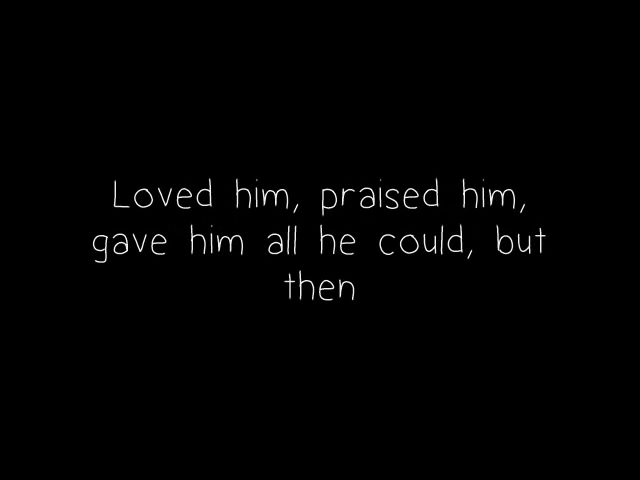 Loved him, praised him,
gave him all he could, but
then